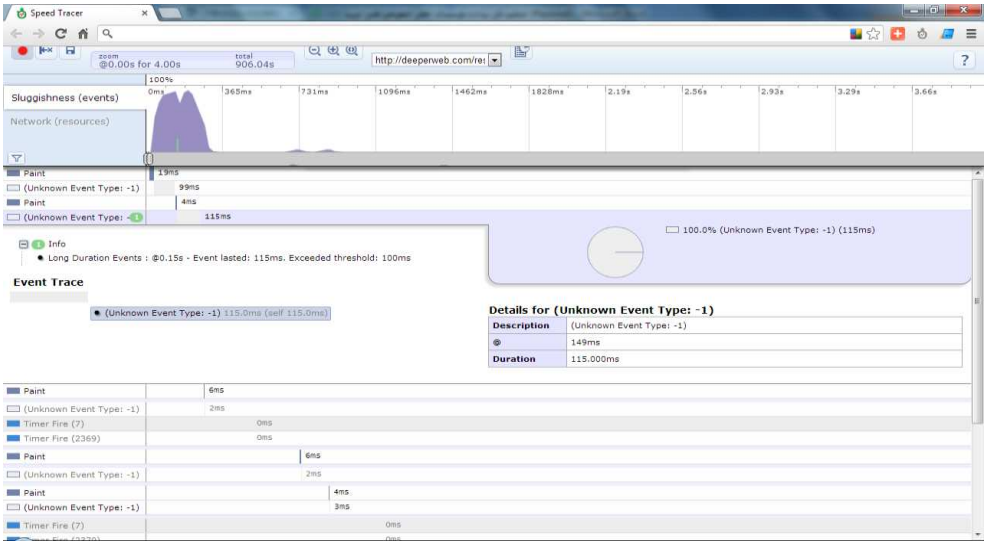 Speed Tracer
zoom
@0.00s for 4.00s
total
906.04s
http://deeperweb.com/re
?
100%
Sluggishness (events)
Network (resources)
0ms 365ms 731ms 1096ms 1462ms 1828ms 2.19s 2.56s 2.93s 3.29s 3.66s
Paint 19ms
(Unknown Event Type: -1) 99ms
Paint 4ms
(Unknown Event Type: - 1 115ms
100.0% (Unknown Event Type: -1) (115ms)
1 Info
Long Duration Events : @0.15s - Event lasted: 115ms. Exceeded threshold: 100ms
Event Trace
(Unknown Event Type: -1) 115.0ms (self 115.0ms)
Details for (Unknown Event Type: -1)
Description (Unknown Event Type: -1)
@ 149ms
Duration 115.000ms
Paint 6ms
(Unknown Event Type: -1) 2ms
Timer Fire (7) 0ms
Timer Fire (2369) 0ms
Paint 6ms
(Unknown Event Type: -1) 2ms
Paint 4ms
(Unknown Event Type: -1) 3ms
Timer Fire (7) 0ms
Timer Fire (2370) 0ms